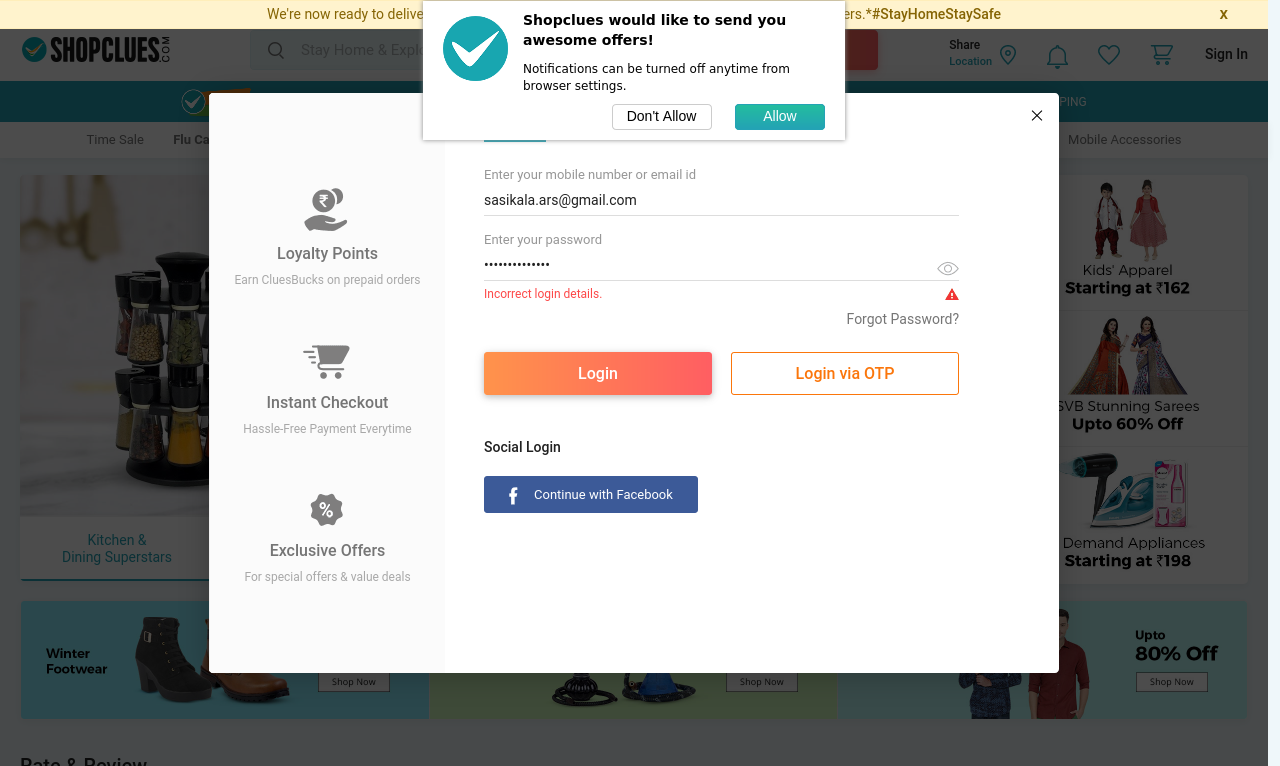 We're now ready to delive
ers.*#StayHomeStaySafe
x
Shopclues would like to send you
awesome offers!
Notifications can be turned off anytime from
browser settings.
Don't Allow
Allow
SHOPCLUES.COM
Stay Home & Expl
Share
Location
Sign In
PING
Time Sale
Flu Ca
Mobile Accessories
Enter your mobile number or email id
sasikala.ars@gmail.com
Enter your password
••••••••••••••
Incorrect login details.
Forgot Password?
Login
Login via OTP
Social Login
f
Continue with Facebook
Loyalty Points
Earn CluesBucks on prepaid orders
Instant Checkout
Hassle-Free Payment Everytime
%
Exclusive Offers
For special offers & value deals
Kitchen &
Dining Superstars
Kids' Apparel
Starting at ₹162
SVB Stunning Sarees
Upto 60% Off
Demand Appliances
Starting at ₹198
Winter
Footwear
Shop Now
Shop Now
Upto
80% Off
Shop Now
Rate & Review